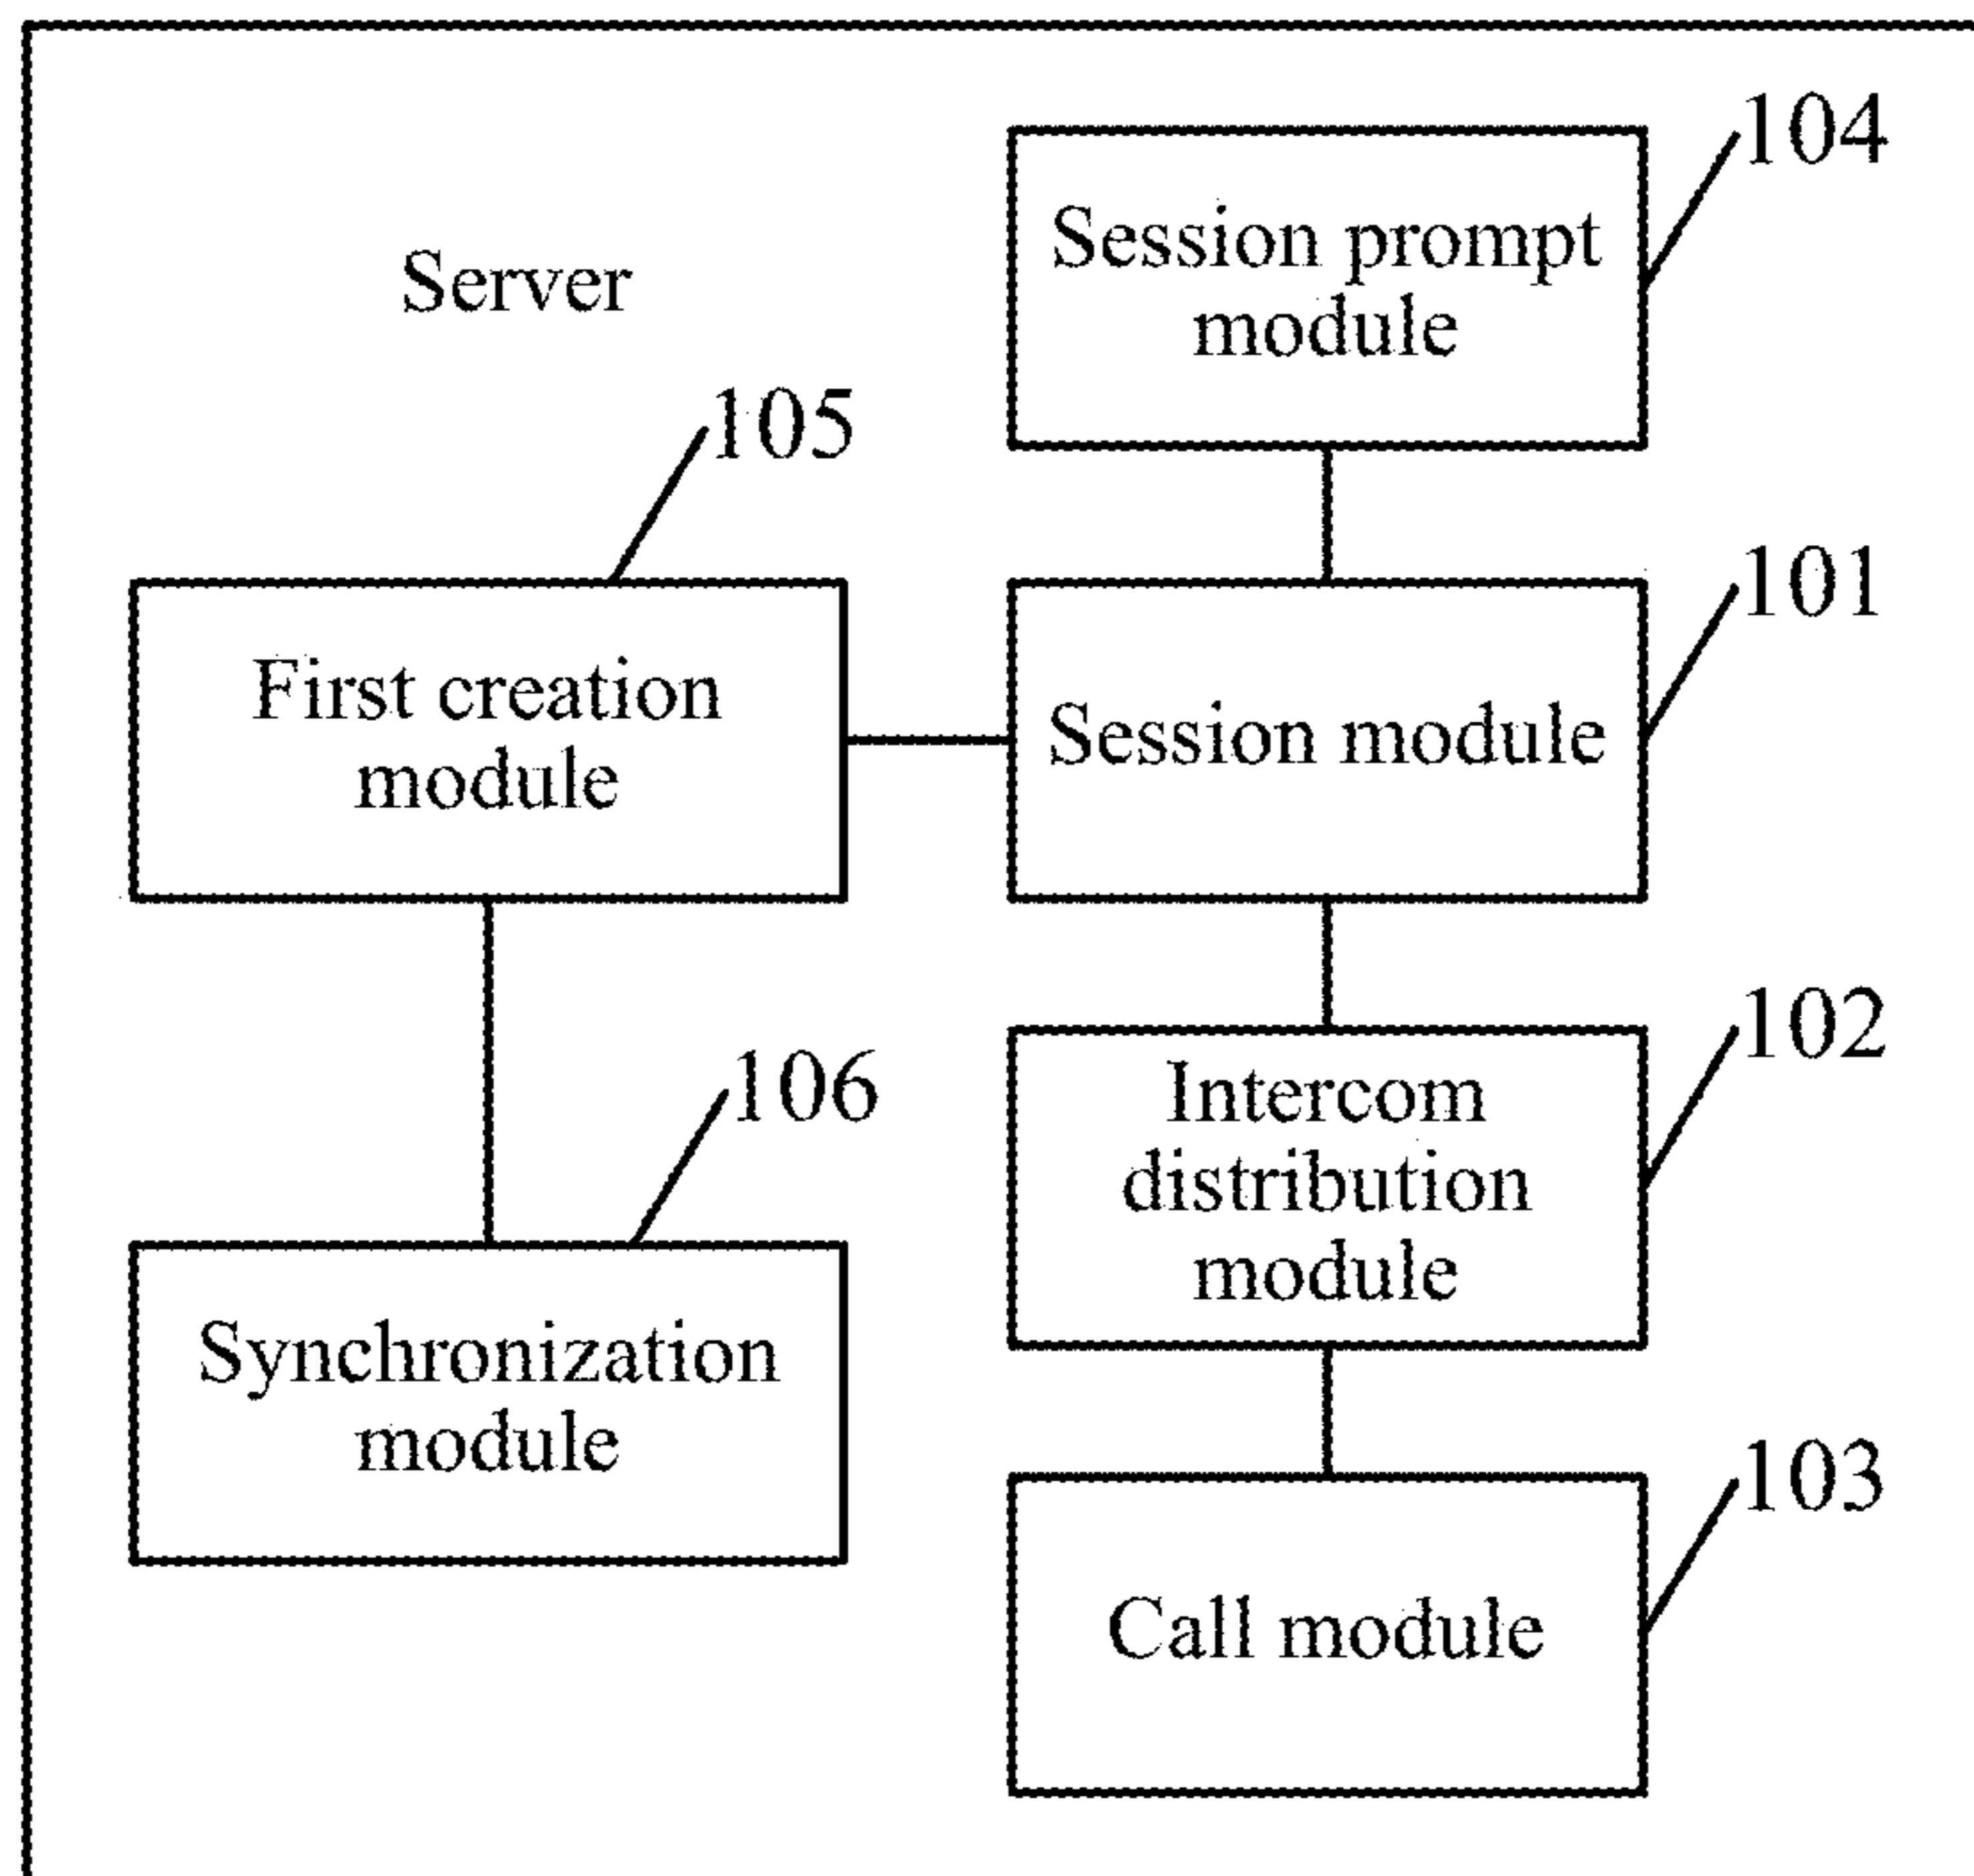 104
Session prompt
module
Server
105
101
First creation
module
Session module
102
Intercom
distribution
module
106
Synchronization
module
103
Call module